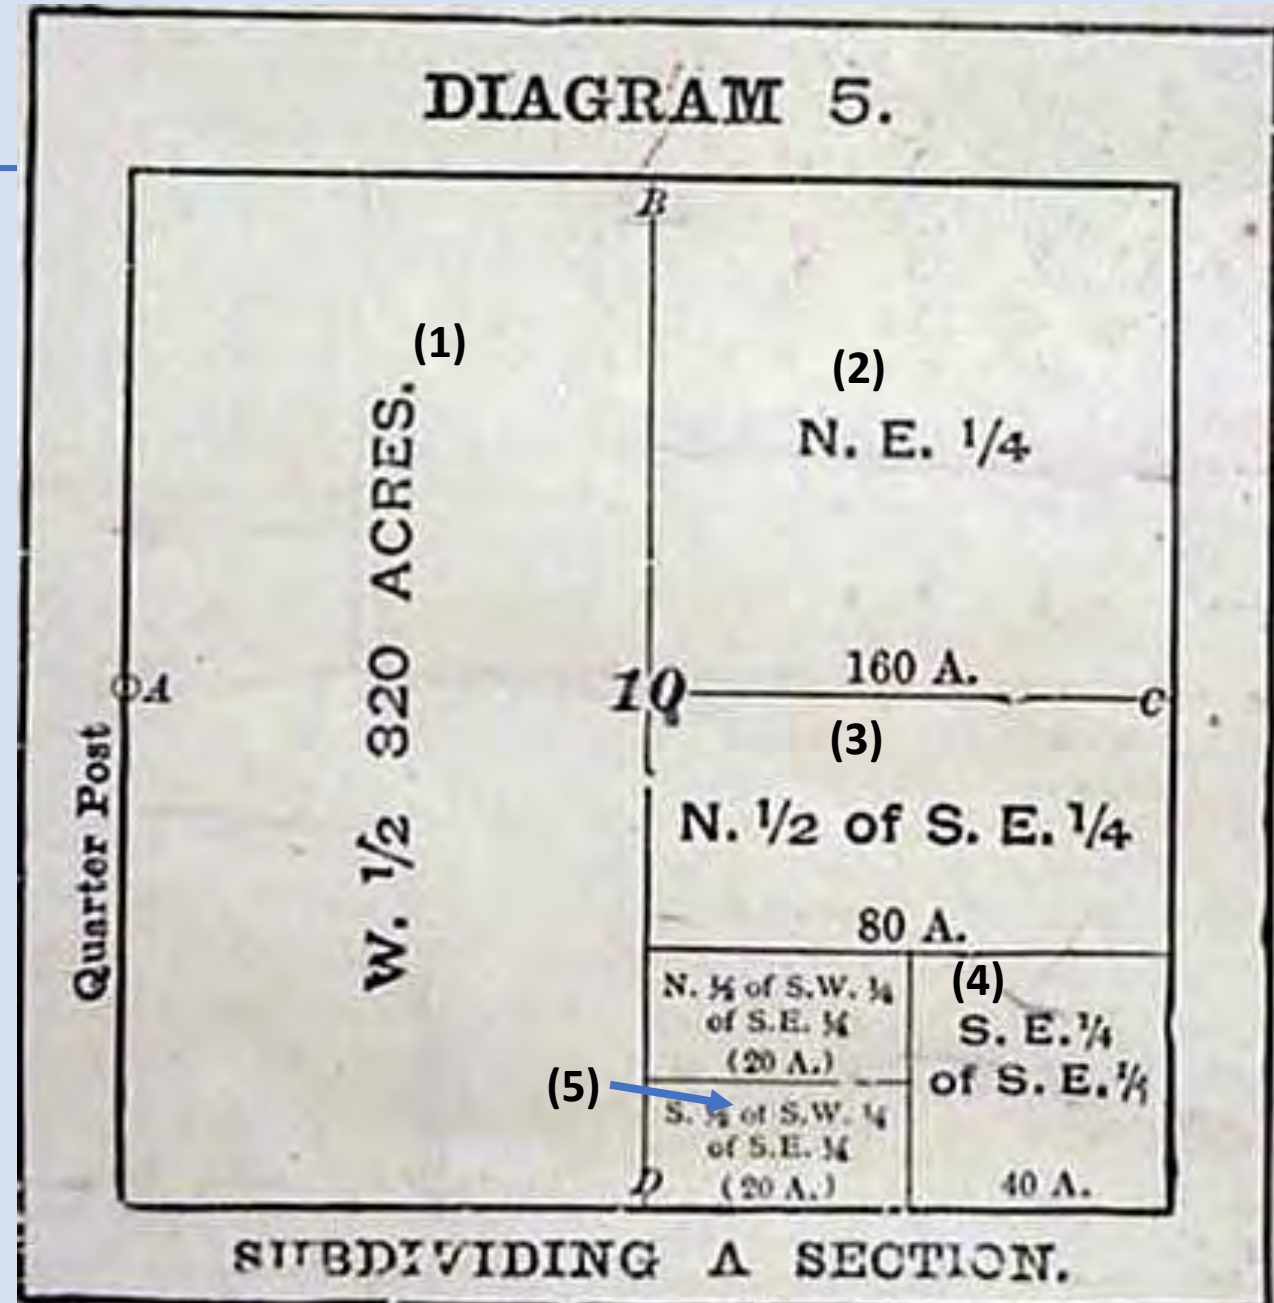 DIAGRAM 5.
B
(1)
(2)
N. E. 1/4
W. 1/2 320 ACRES.
160 A.
A
1Q
C
(3)
Quarter Post
N. 1/2 of S. E. 1/4
80 A.
N. ½ of S.W. ¼
of S.E. ¼
(20 A.)
(4)
S. E. 1/4
of S. E. 1/4
(5)
S. ½ of S.W. ¼
of S.E. ¼
(20 A.)
40 A.
D
SUBDIVIDING A SECTION.